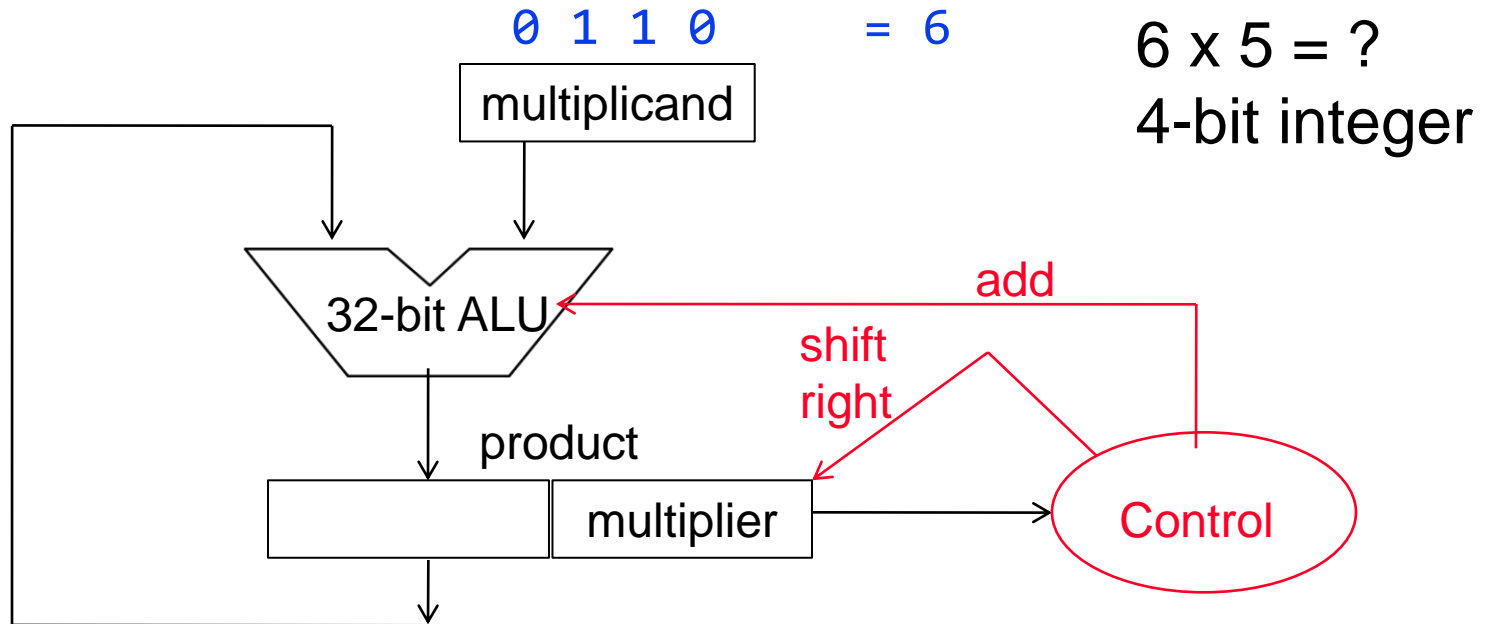 0 1 1 0 = 6
6 x 5 = ?
4-bit integer
multiplicand
32-bit ALU
add
shift
right
product
multiplier
Control